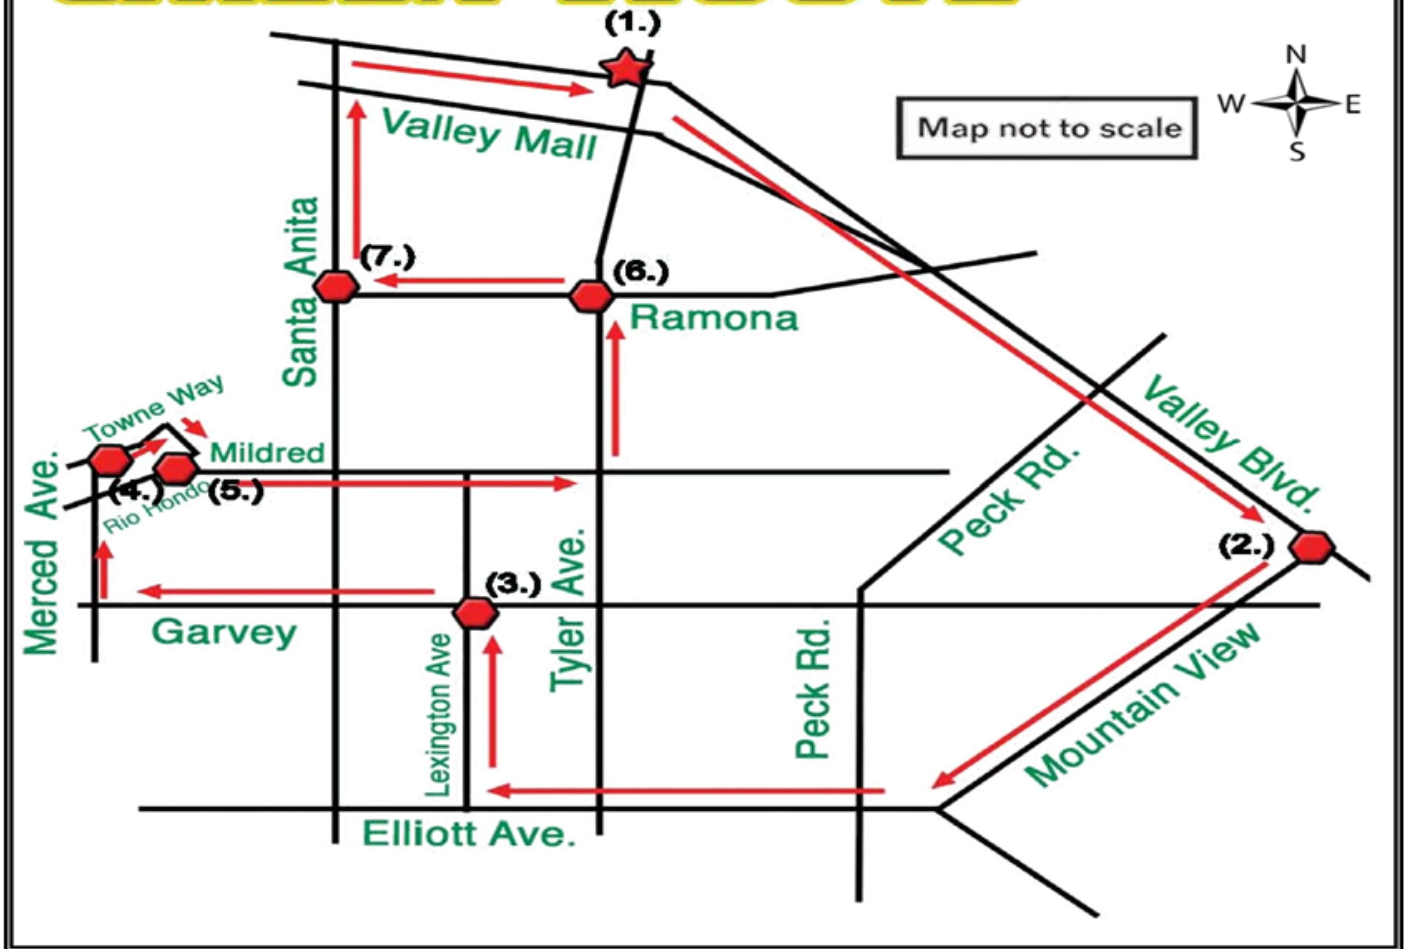 (1.)
N
W E
S
Map not to scale
Valley Mall
Santa Anita
(7.)
(6.)
Ramona
Towne Way
Mildred
(4.)
(5.)
Rio Hondo
Merced Ave.
Peck Rd.
Valley Blvd.
(2.)
(3.)
Tyler Ave.
Garvey
Lexington Ave
Peck Rd.
Mountain View
Elliott Ave.